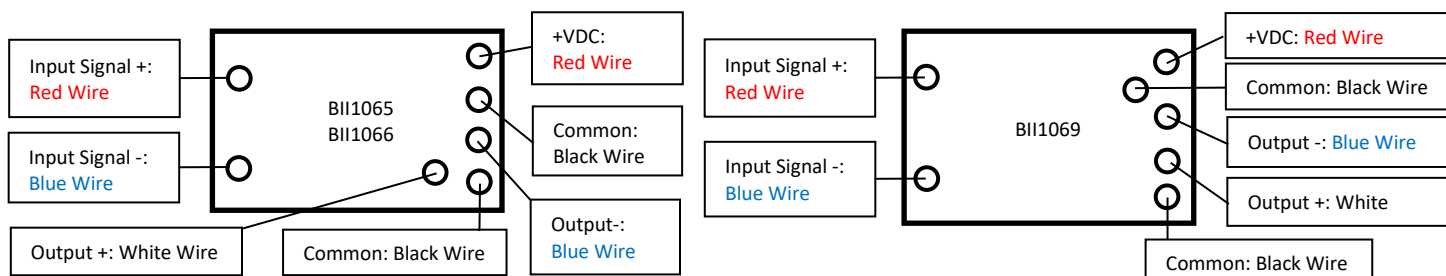 Input Signal +:
Red Wire
Input Signal -:
Blue Wire
Output +: White Wire
BII1065
BII1066
+VDC:
Red Wire
Common:
Black Wire
Output-:
Blue Wire
Common: Black Wire
Input Signal +:
Red Wire
Input Signal -:
Blue Wire
BII1069
+VDC: Red Wire
Common: Black Wire
Output -: Blue Wire
Output +: White
Common: Black Wire